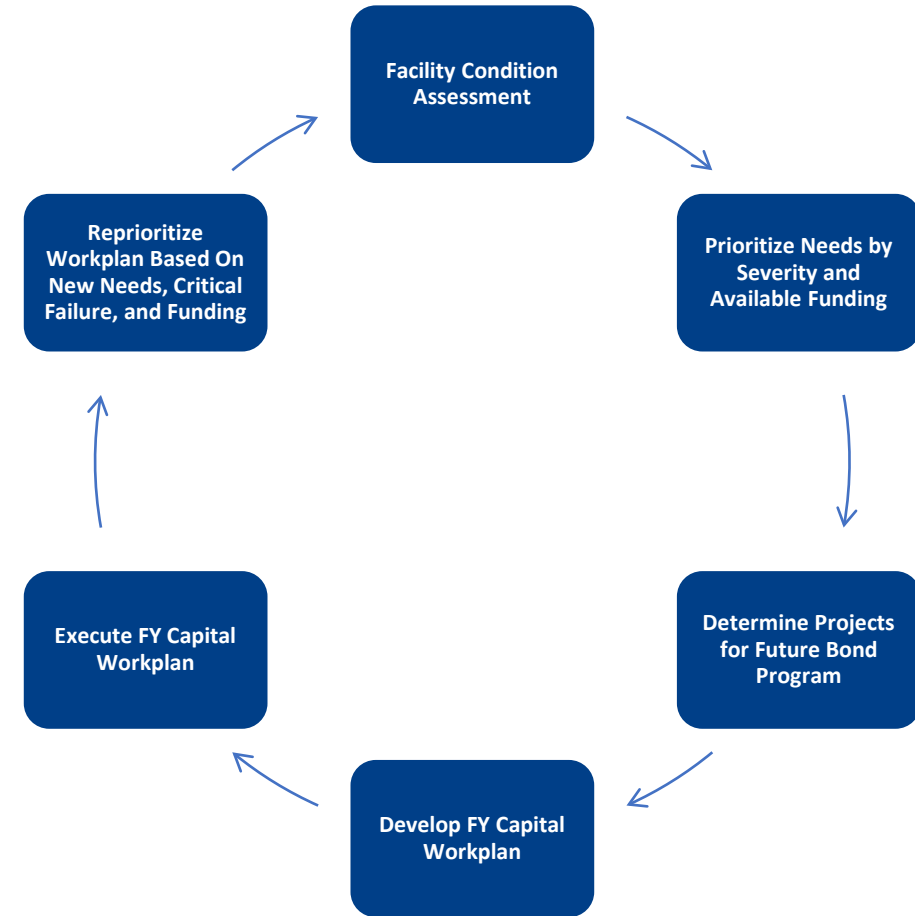 Facility Condition
Assessment
Prioritize Needs by
Severity and
Available Funding
Determine Projects
for Future Bond
Program
Develop FY Capital
Workplan
Execute FY Capital
Workplan
Reprioritize
Workplan Based On
New Needs, Critical
Failure, and Funding